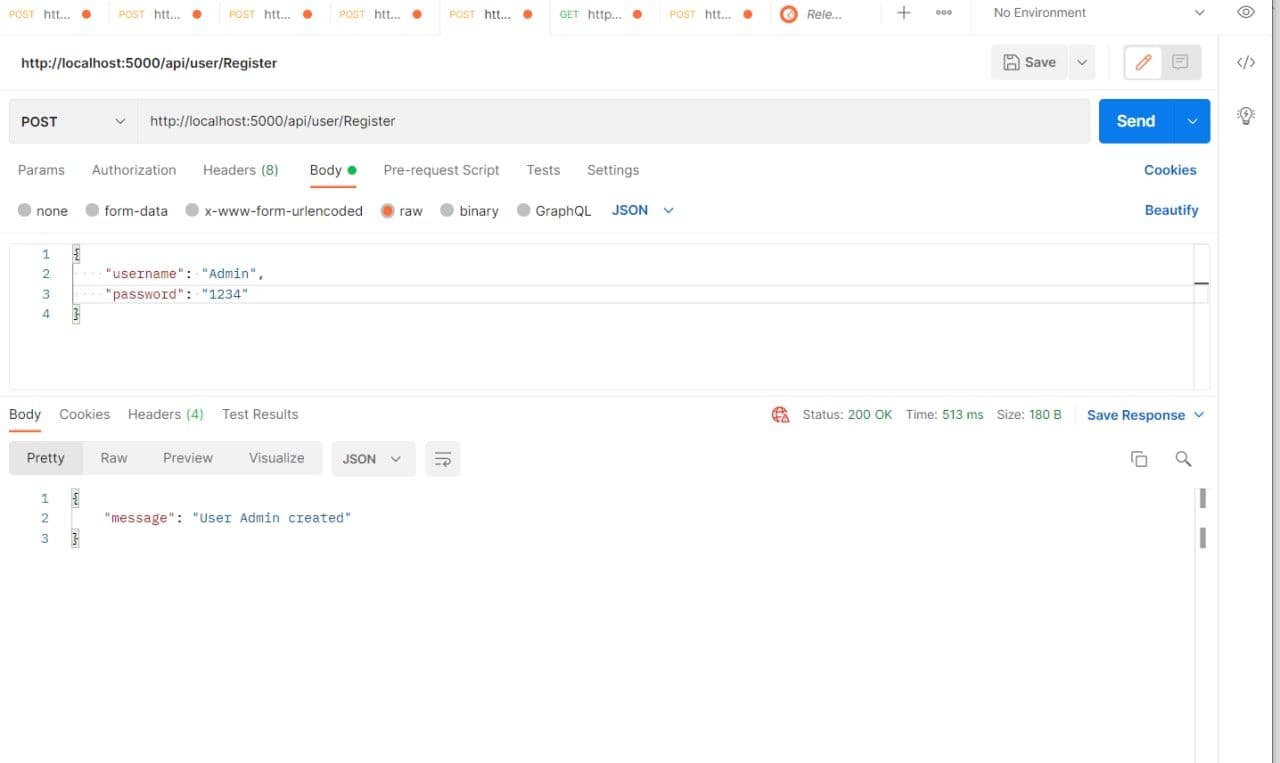 POST htt... POST htt... POST htt... POST htt... POST htt... GET http... POST htt... Rele... No Environment
http://localhost:5000/api/user/Register Save
POST http://localhost:5000/api/user/Register Send
Params Authorization Headers (8) Body Pre-request Script Tests Settings Cookies
none form-data x-www-form-urlencoded raw binary GraphQL JSON Beautify
1 {
2 "username": "Admin",
3 "password": "1234"
4 }
Body Cookies Headers (4) Test Results Status: 200 OK Time: 513 ms Size: 180 B Save Response
Pretty Raw Preview Visualize JSON
1 {
2 "message": "User Admin created"
3 }